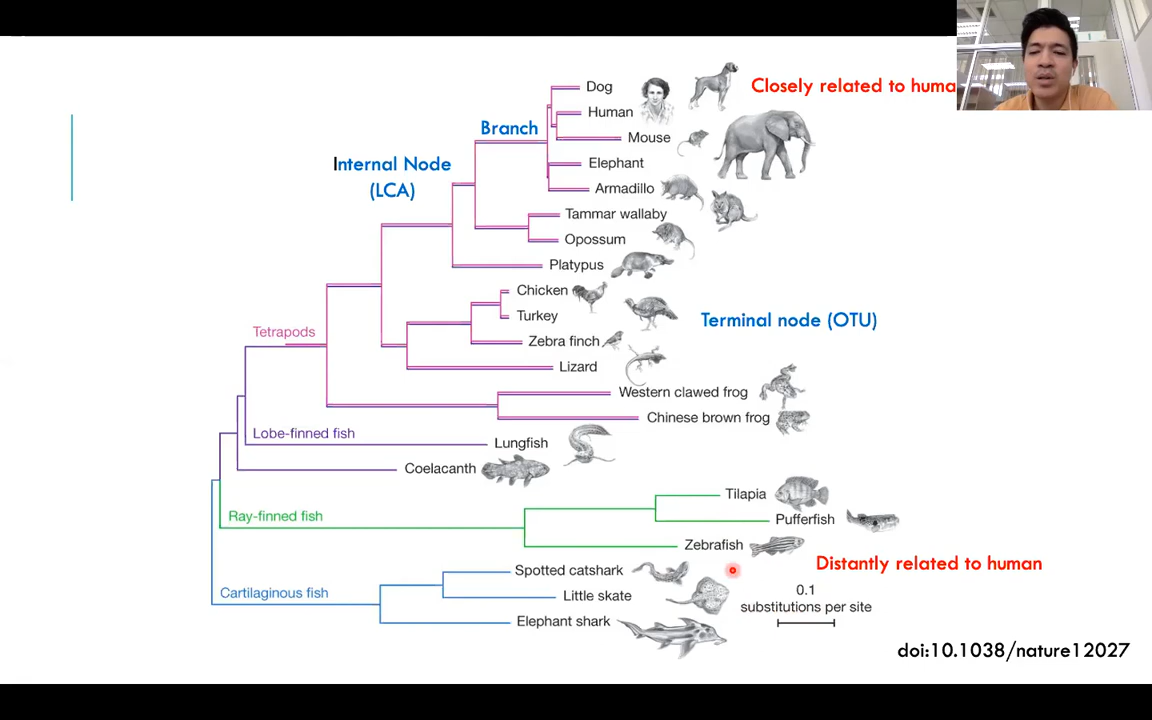 Dog
Closely related to huma
Human
Branch
Mouse
Internal Node
(LCA)
Elephant
Armadillo
Tammar wallaby
Opossum
Platypus
Chicken
Turkey
Terminal node (OTU)
Tetrapods
Zebra finch
Lizard
Western clawed frog
Chinese brown frog
Lobe-finned fish
Lungfish
Coelacanth
Tilapia
Ray-finned fish
Pufferfish
Zebrafish
Distantly related to human
Spotted catshark
Cartilaginous fish
Little skate
0.1
substitutions per site
Elephant shark
doi:10.1038/nature12027